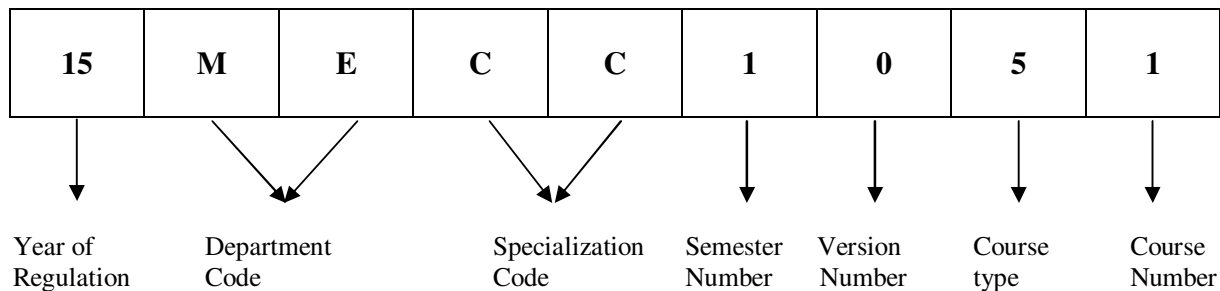 15 M E C C 1 0 5 1
Year of Department Specialization Semester Version Course Course
Regulation Code Code Number Number type Number